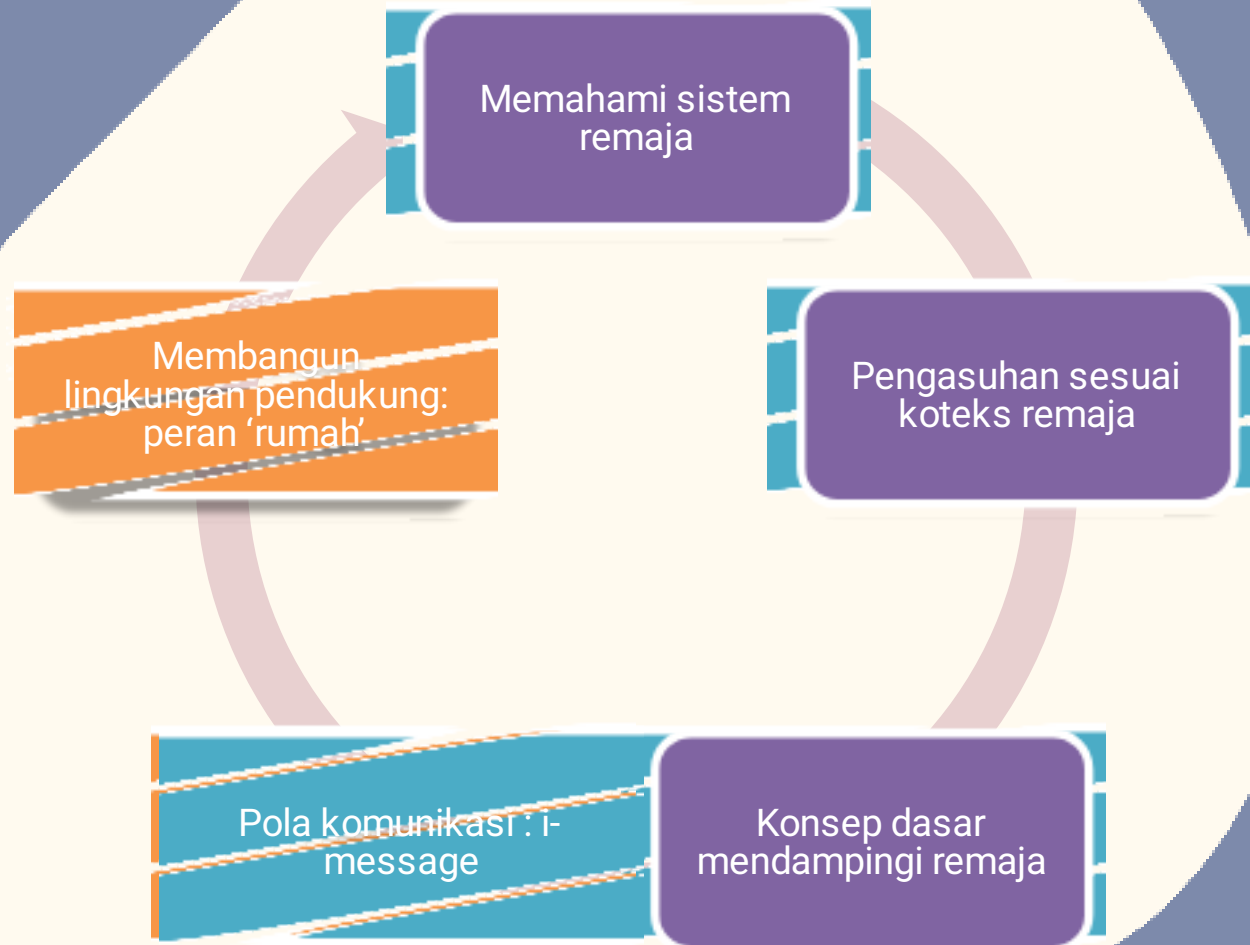 Memahami sistem
remaja
Pengasuhan sesuai
koteks remaja
Konsep dasar
mendampingi remaja
Pola komunikasi : i-
message
Membangun
lingkungan pendukung:
peran ‘rumah’